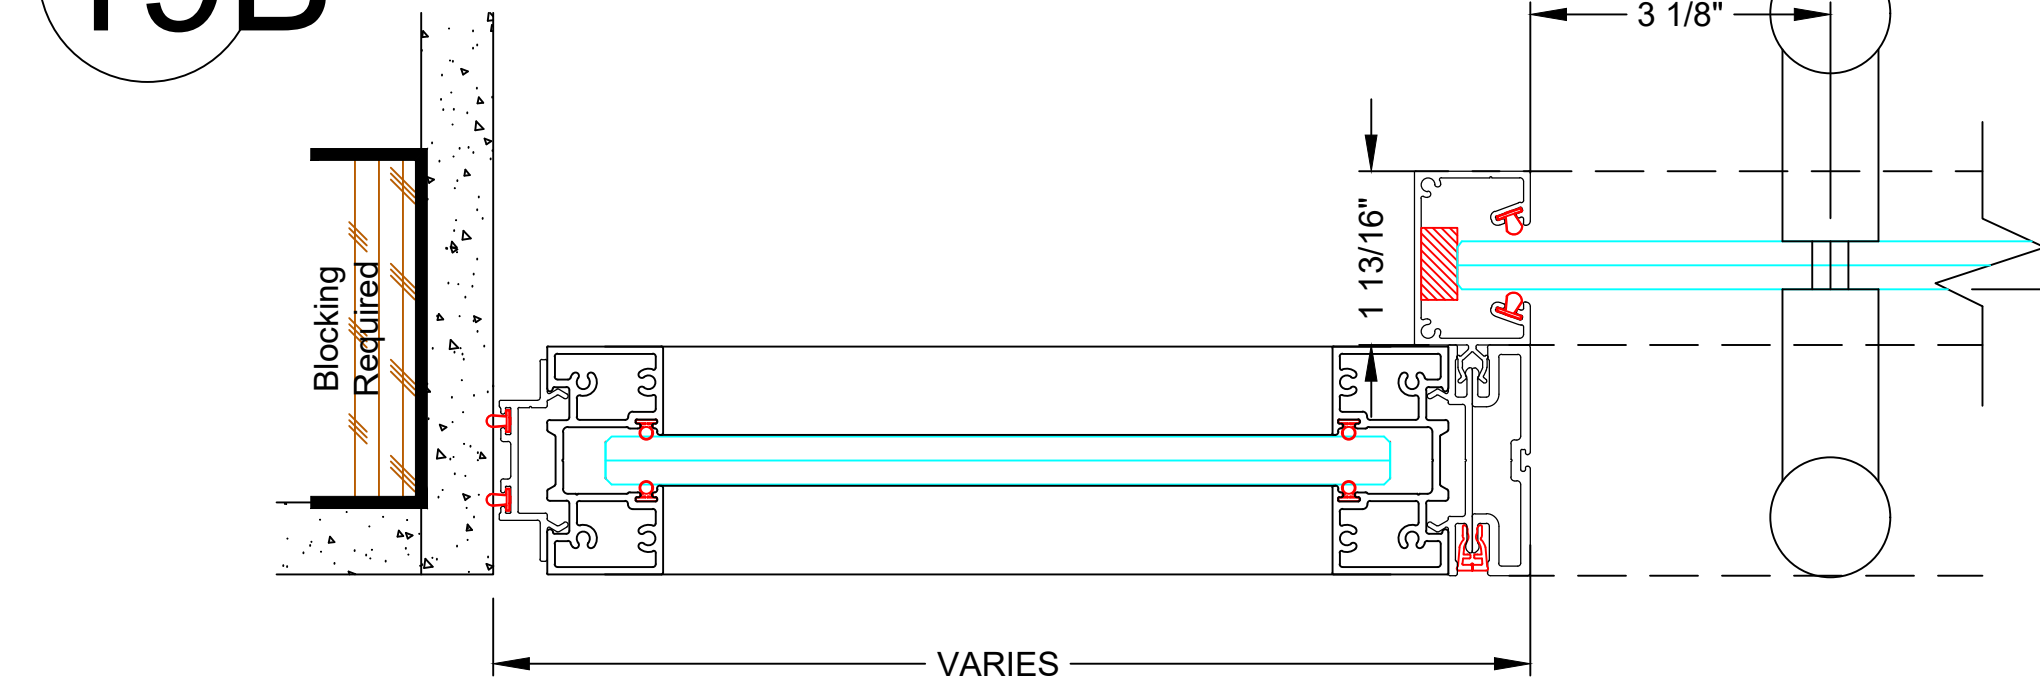 3 1/8"
1 13/16"
Blocking
Required
VARIES